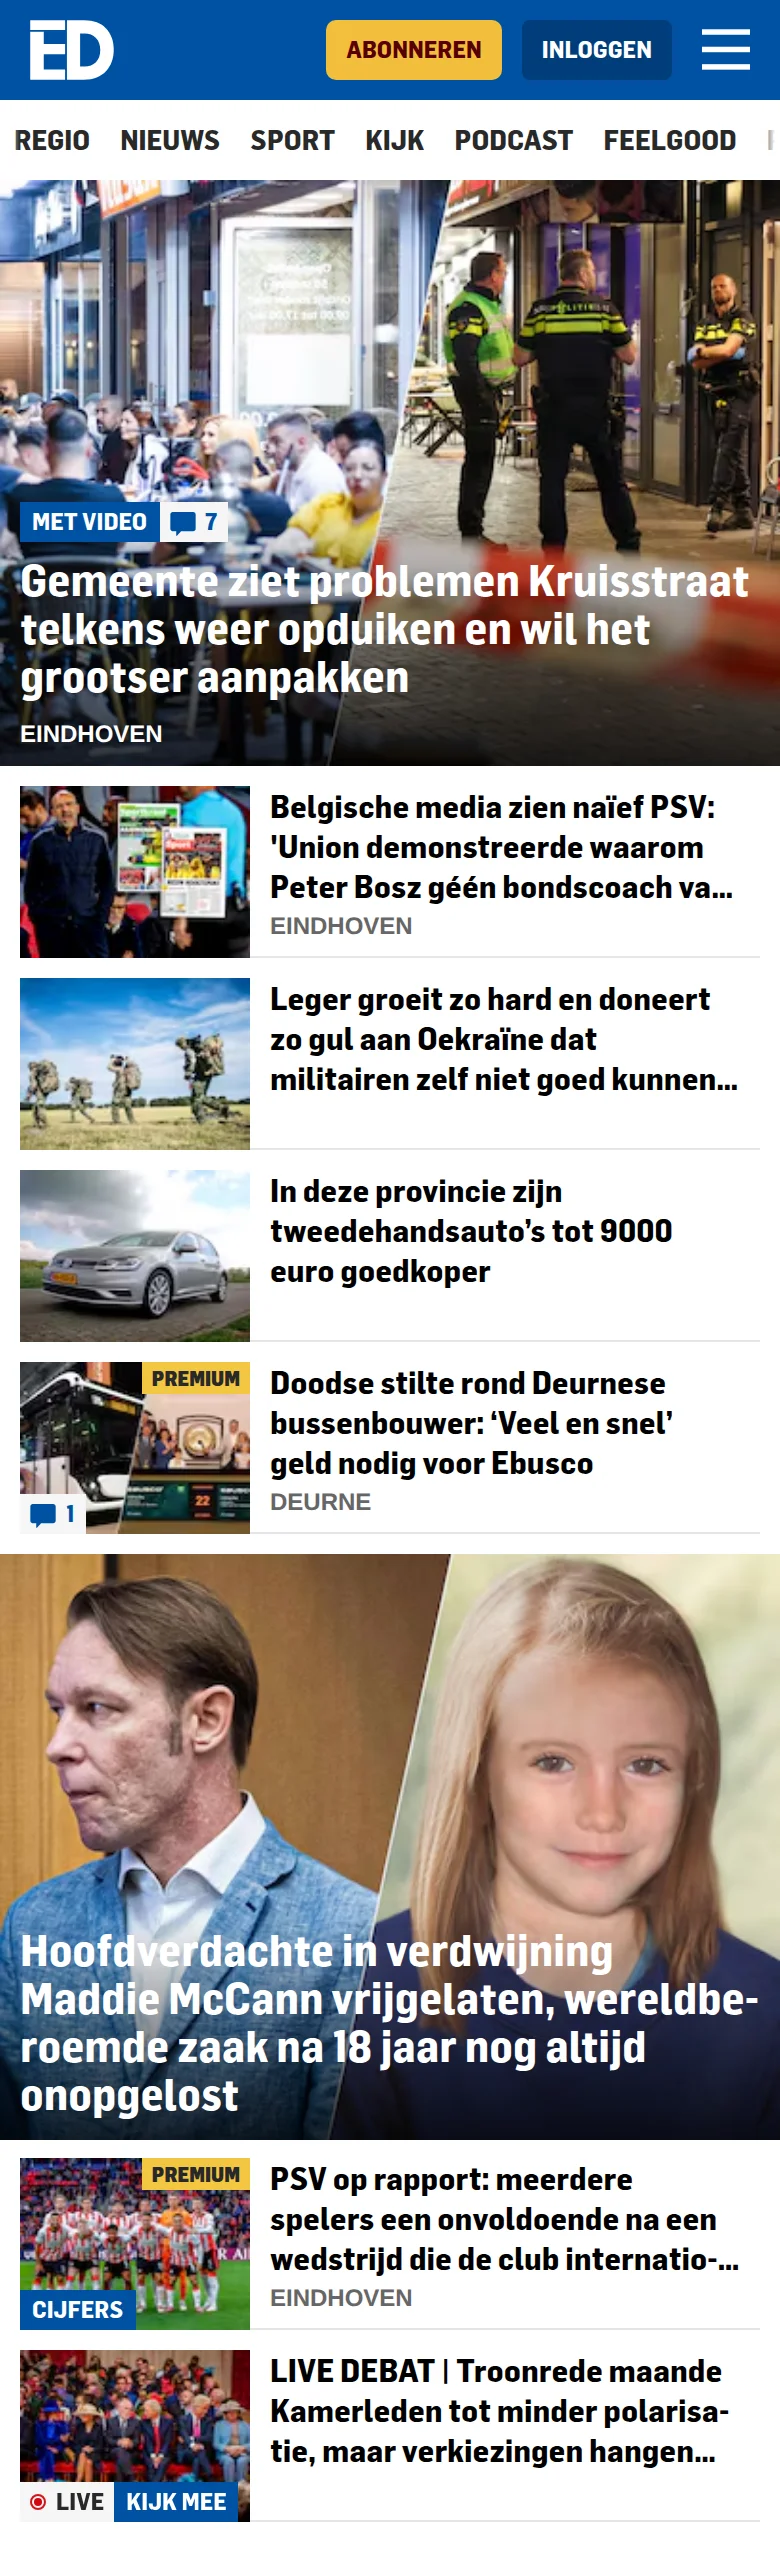 ED
ABONNEREN
INLOGGEN
REGIO NIEUWS SPORT KIJK PODCAST FEELGOOD
MET VIDEO 7
Gemeente ziet problemen Kruisstraat
telkens weer opduiken en wil het
grootser aanpakken
EINDHOVEN
Belgische media zien naïef PSV:
'Union demonstreerde waarom
Peter Bosz géén bondscoach va...
EINDHOVEN
Leger groeit zo hard en doneert
zo gul aan Oekraïne dat
militairen zelf niet goed kunnen...
In deze provincie zijn
tweedehandsauto’s tot 9000
euro goedkoper
PREMIUM
1
Doodse stilte rond Deurnese
bussenbouwer: ‘Veel en snel’
geld nodig voor Ebusco
DEURNE
Hoofdverdachte in verdwijning
Maddie McCann vrijgelaten, wereldbe-
roemde zaak na 18 jaar nog altijd
onopgelost
PREMIUM
CIJFERS
PSV op rapport: meerdere
spelers een onvoldoende na een
wedstrijd die de club internatio-...
EINDHOVEN
LIVE KIJK MEE
LIVE DEBAT | Troonrede maande
Kamerleden tot minder polarisa-
tie, maar verkiezingen hangen...